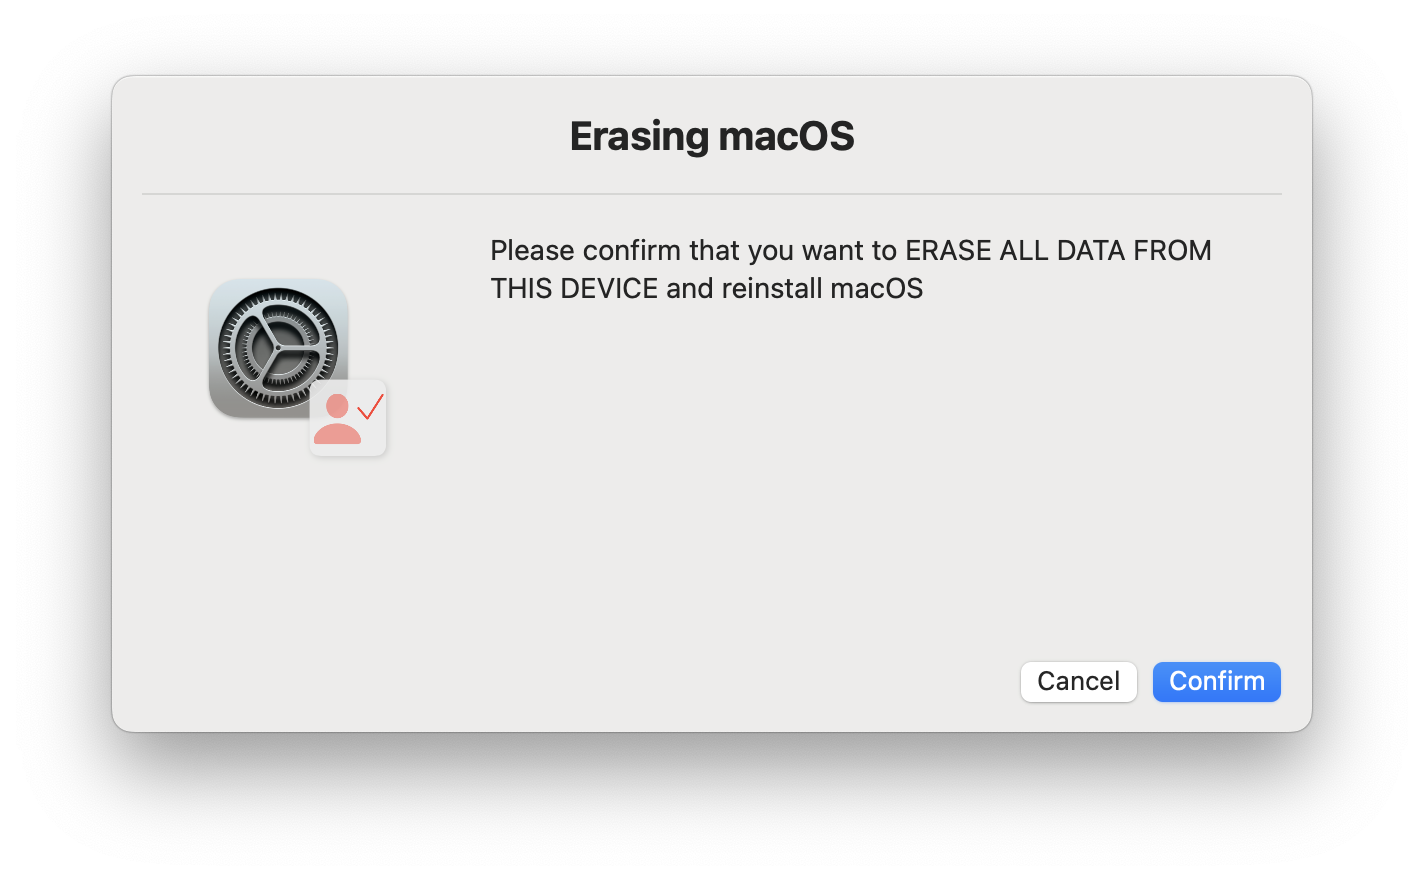 Erasing macOS
Please confirm that you want to ERASE ALL DATA FROM
THIS DEVICE and reinstall macOS
Cancel
Confirm